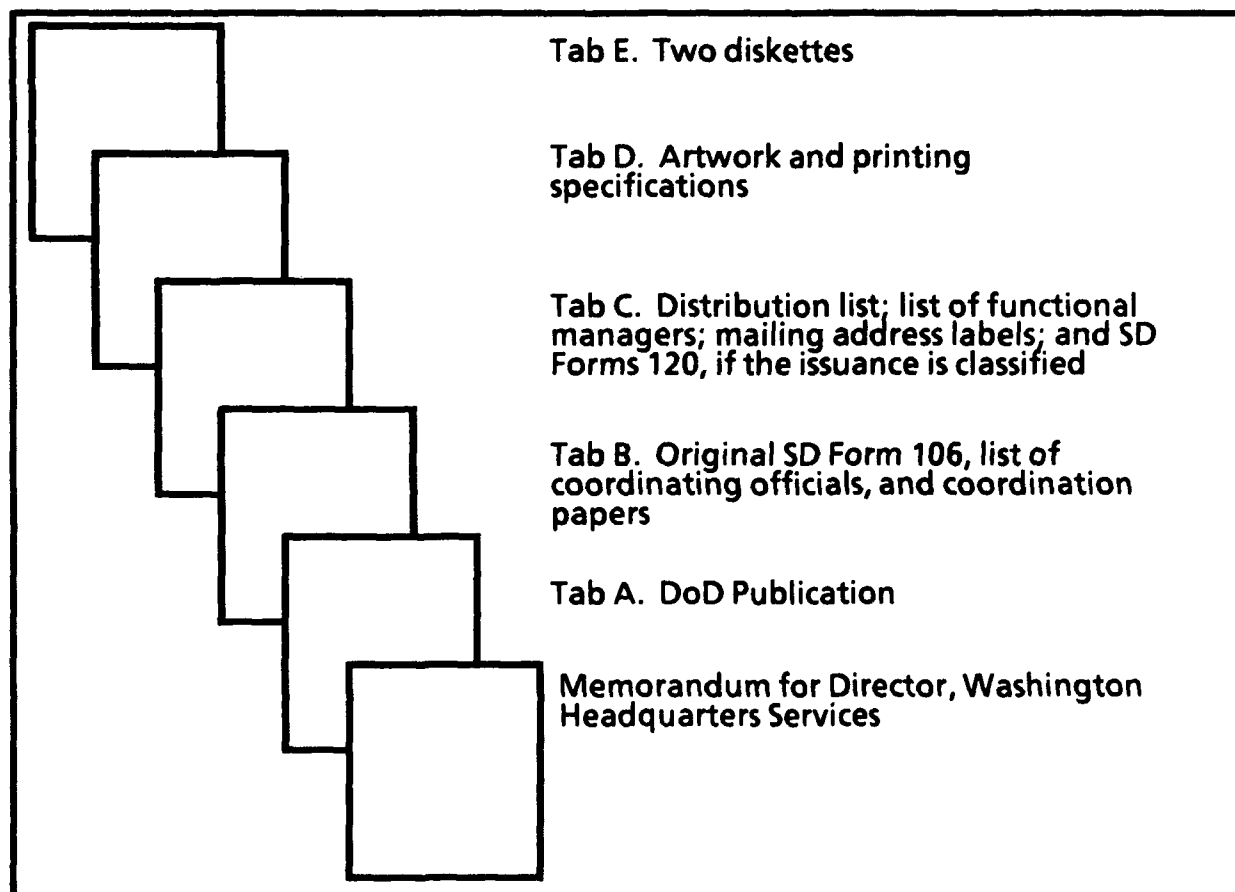 Tab E. Two diskettes
Tab D. Artwork and printing
specifications
Tab C. Distribution list; list of functional
managers; mailing address labels; and SD
Forms 120, if the issuance is classified
Tab B. Original SD Form 106, list of
coordinating officials, and coordination
papers
Tab A. DoD Publication
Memorandum for Director, Washington
Headquarters Services